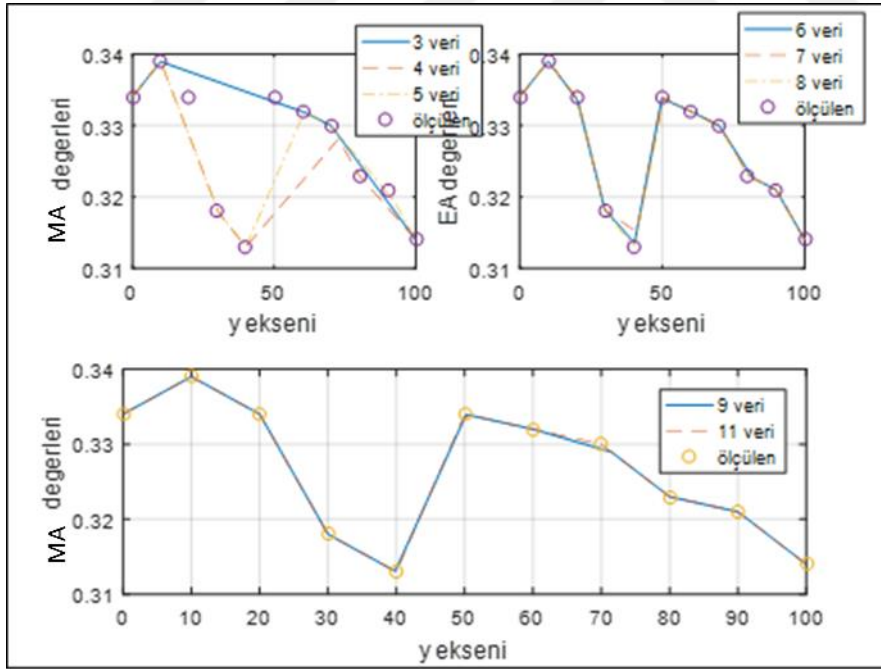 MA degerleri
0.34
0.33
0.32
0.31
0
50
100
y ekseni
3 veri
4 veri
5 veri
ölçülen
EA degerleri
0.34
0.33
0.32
0.31
0
50
100
y ekseni
6 veri
7 veri
8 veri
ölçülen
MA degerleri
0.34
0.33
0.32
0.31
0
10
20
30
40
50
60
70
80
90
100
y ekseni
9 veri
11 veri
ölçülen